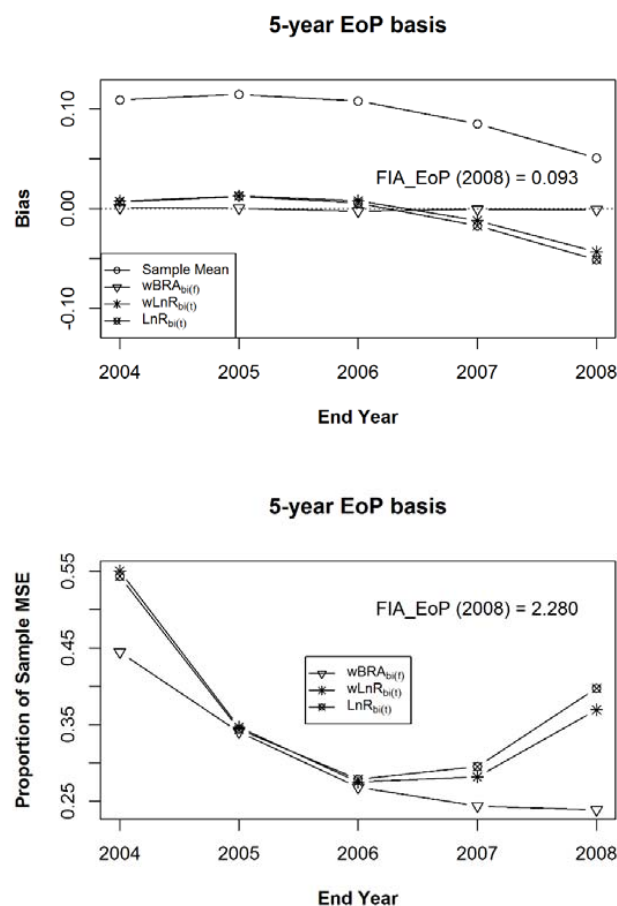 5-year EoP basis
0.10
0.00
-0.10
Bias
FIA_EoP (2008) = 0.093
Sample Mean
wBRAbi(f)
wLnRbi(t)
LnRbi(t)
2004 2005 2006 2007 2008
End Year
5-year EoP basis
0.55
0.45
0.35
0.25
Proportion of Sample MSE
FIA_EoP (2008) = 2.280
wBRAbi(f)
wLnRbi(t)
LnRbi(t)
2004 2005 2006 2007 2008
End Year